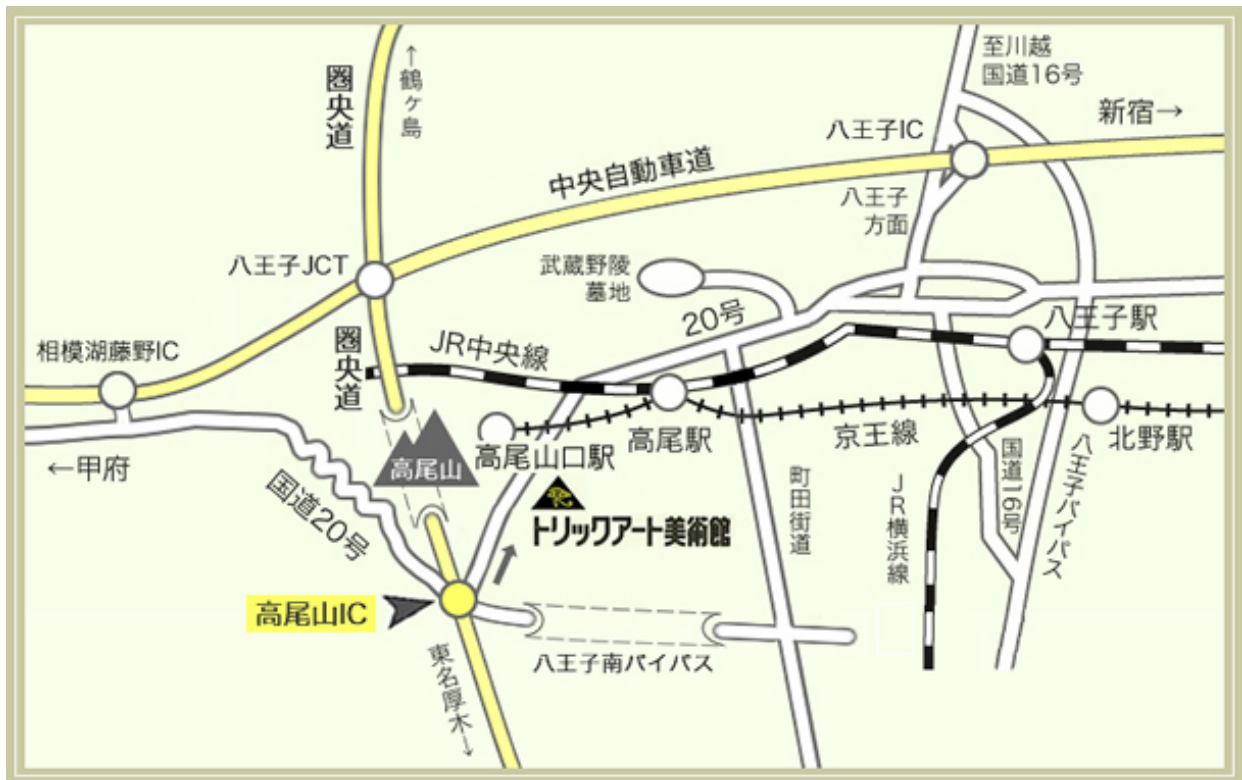 至川越
国道16号
圏央道
↑鶴ヶ島
新宿→
八王子IC
中央自動車道
八王子
方面
八王子JCT
武蔵野陵
墓地
20号
八王子駅
相模湖藤野IC
圏央道
JR中央線
高尾駅
京王線
北野駅
高尾山口駅
高尾山
←甲府
国道20号
トリックアート美術館
町田街道
JR横浜線
国道16号
八王子バイパス
高尾山IC
八王子南バイパス
東名厚木→